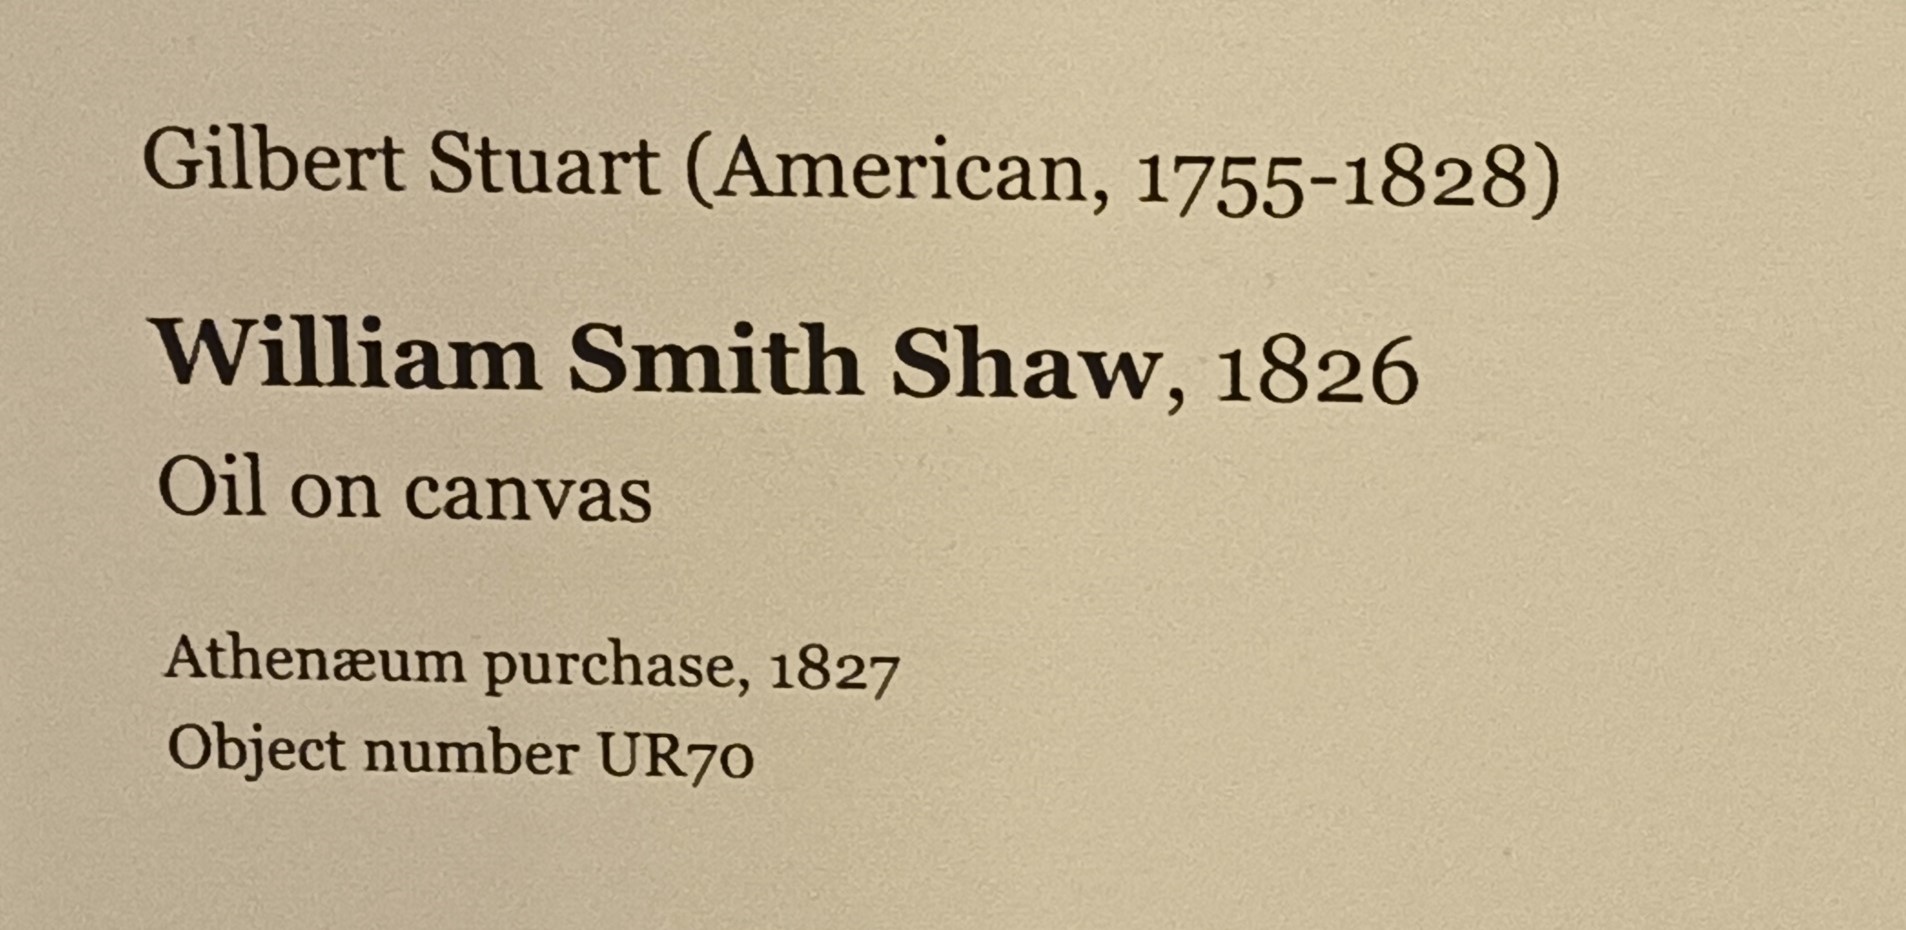 Gilbert Stuart (American, 1755-1828)
William Smith Shaw, 1826
Oil on canvas
Athenæum purchase, 1827
Object number UR70